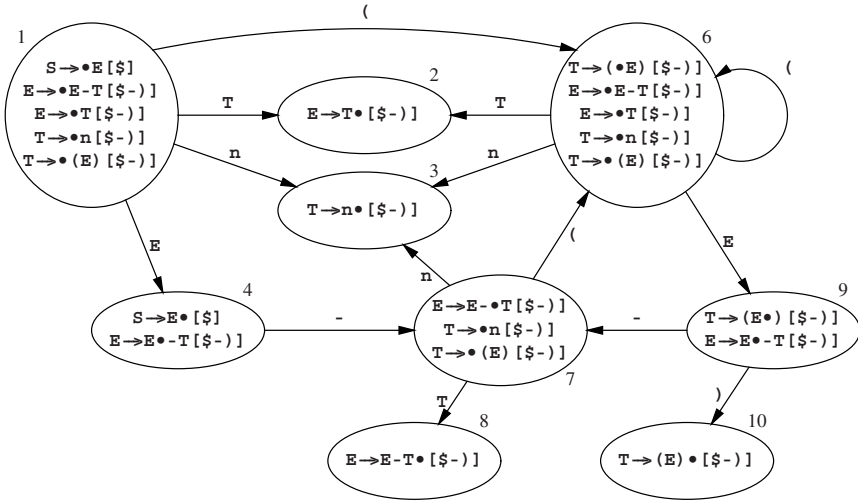 (
1
S→•E[$]
E→•E-T[$-)]
E→•T[$-)]
T→•n[$-)]
T→•(E)[$-)]
T
2
E→T•[$-)]
T
6
T→(•E)[$-)]
E→•E-T[$-)]
E→•T[$-)]
T→•n[$-)]
T→•(E)[$-)]
(
n
3
T→n•[$-)]
n
E
n
(
E
4
S→E•[$]
E→E•-T[$-)]
-
E→E-•T[$-)]
T→•n[$-)]
T→•(E)[$-)]
7
-
9
T→(E•)[$-)]
E→E•-T[$-)]
T
8
E→E-T•[$-)]
)
10
T→(E)•[$-)]